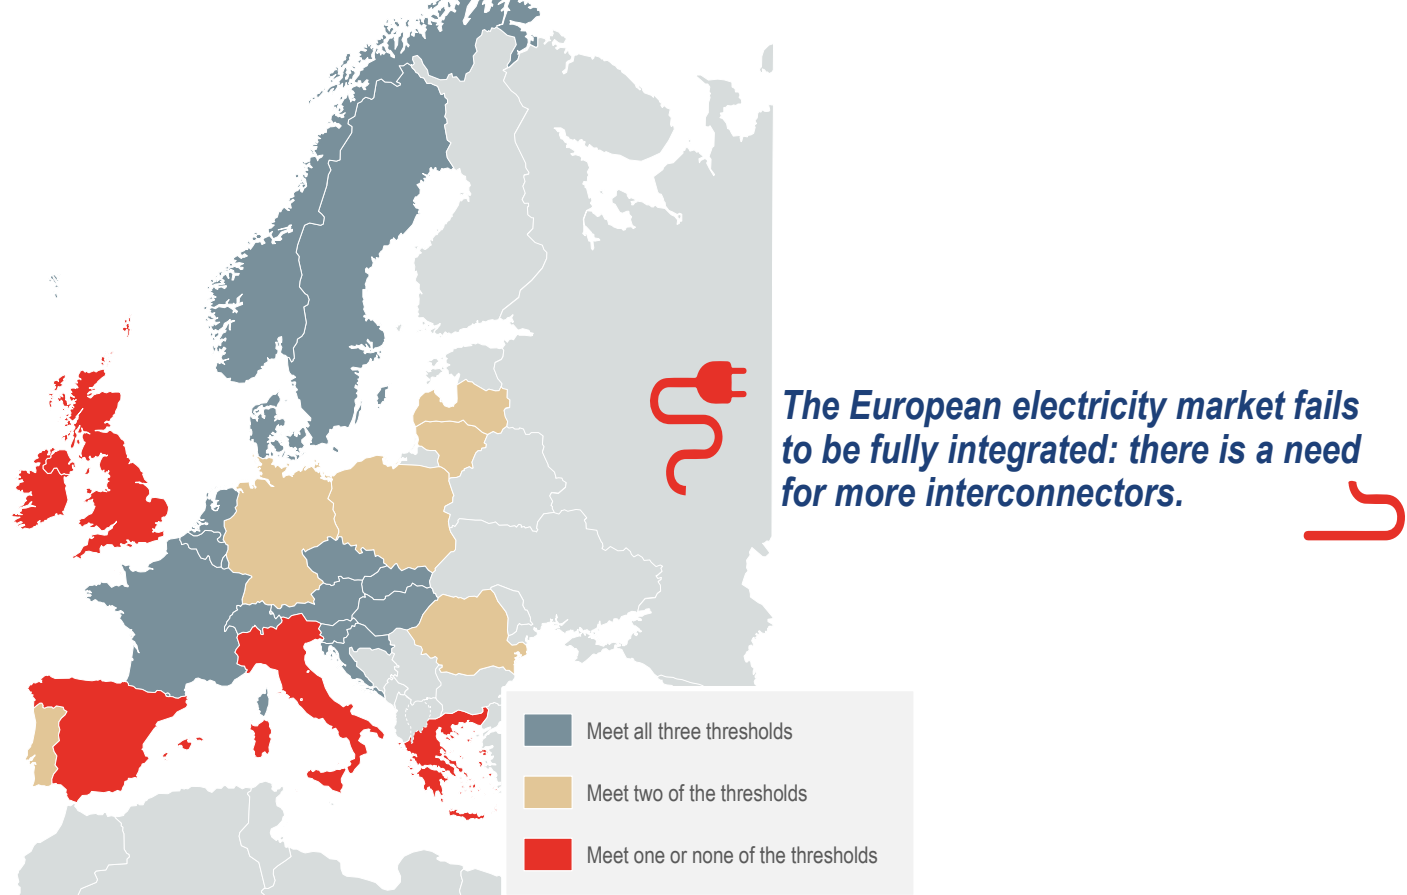 The European electricity market fails
to be fully integrated: there is a need
for more interconnectors.
Meet all three thresholds
Meet two of the thresholds
Meet one or none of the thresholds